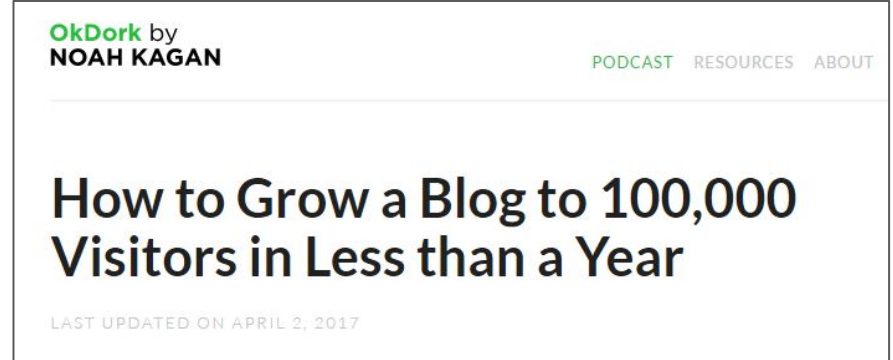 OkDork by
NOAH KAGAN
PODCAST RESOURCES ABOUT
How to Grow a Blog to 100,000
Visitors in Less than a Year
LAST UPDATED ON APRIL 2, 2017